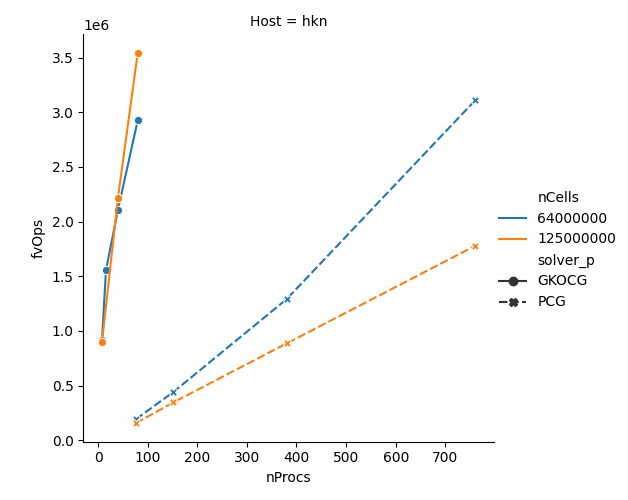 Host = hkn
1e6
3.5
3.0
2.5
2.0
1.5
1.0
0.5
0.0
fvOps
0 100 200 300 400 500 600 700
nProcs
nCells
64000000
125000000
solver_p
GKOCG
PCG